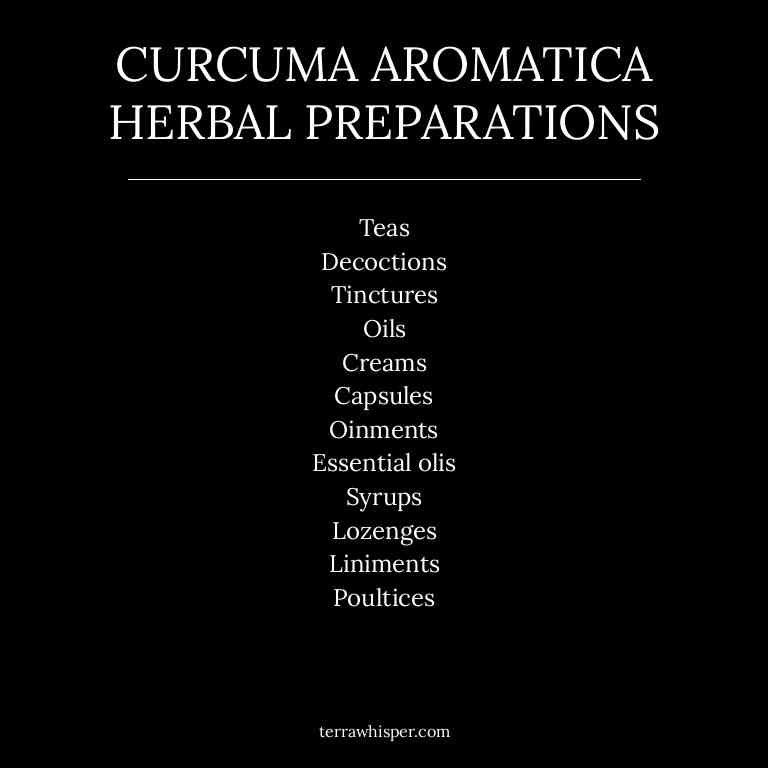 CURCUMA AROMATICA
HERBAL PREPARATIONS
Teas
Decoctions
Tinctures
Oils
Creams
Capsules
Oinments
Essential olis
Syrups
Lozenges
Liniments
Poultices
terrawhisper.com